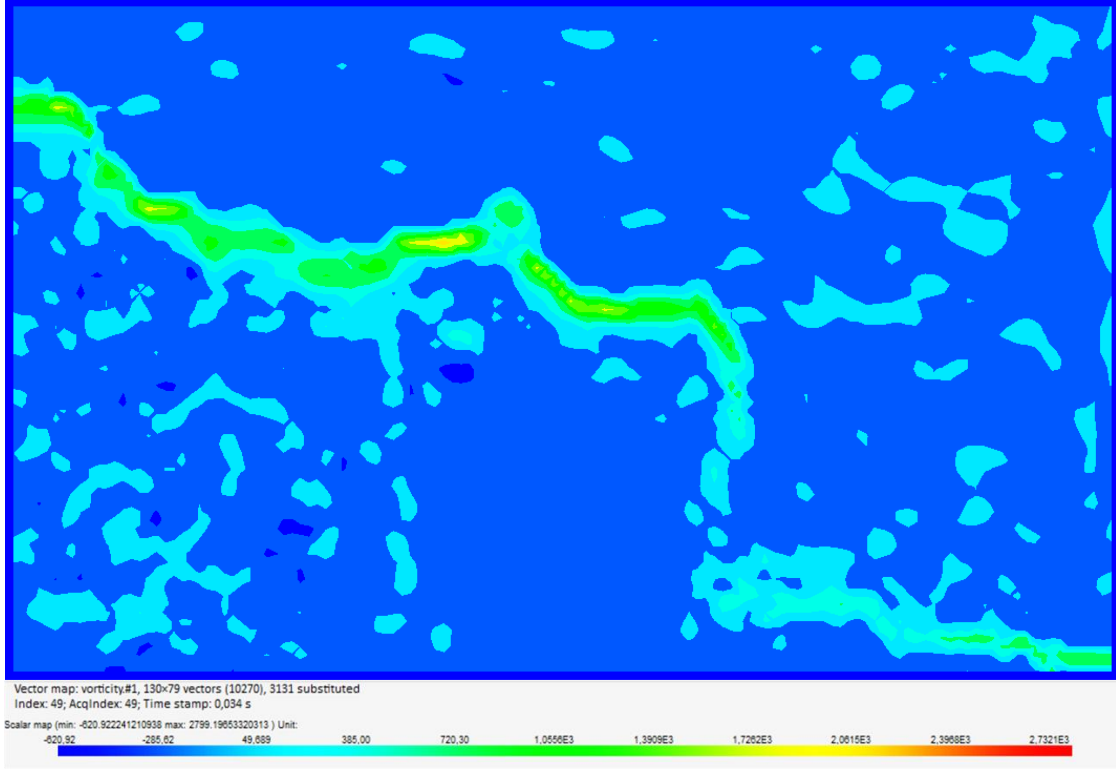 Vector map: vorticity.#1, 130×79 vectors (10270), 3131 substituted
Index: 49; AcqIndex: 49; Time stamp: 0,034 s
Scalar map (min: -620.922241210938 max: 2799.19653320313 ) Unit:
-620,92 -285,62 49,689 385,00 720,30 1,0556E3 1,3909E3 1,7262E3 2,0615E3 2,3968E3 2,7321E3